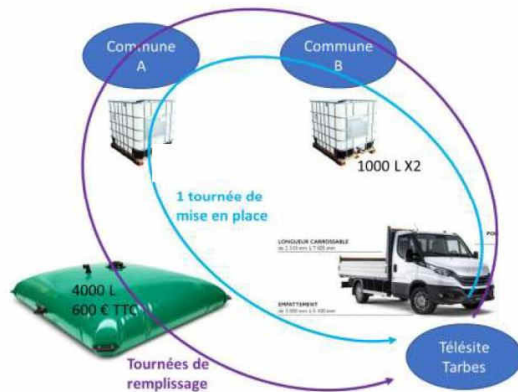 Commune
A
Commune
B
1000 L X2
1 tournée de
mise en place
LONGUEUR CARROSSABLE
EMPATTEMENT
4000 L
600 € TTC
Tournées de
remplissage
Télésite
Tarbes